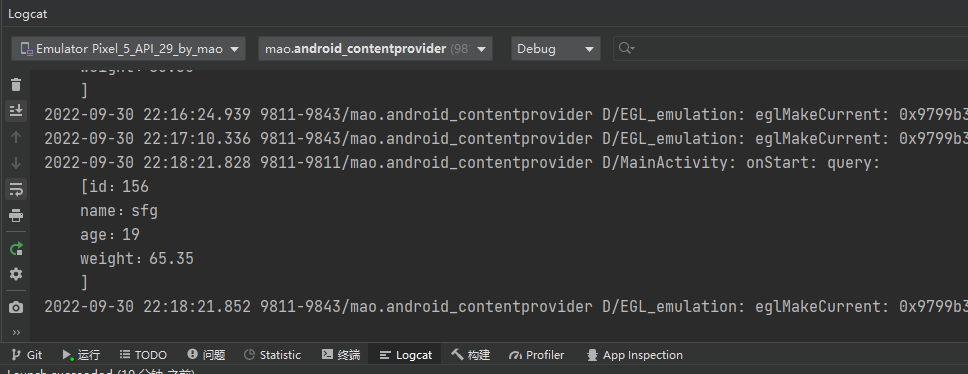 Logcat
Emulator Pixel_5_API_29_by_mao
mao.android_contentprovider (98
Debug
]
2022-09-30 22:16:24.939 9811-9843/mao.android_contentprovider D/EGL_emulation: eglMakeCurrent: 0x9799b3
2022-09-30 22:17:10.336 9811-9843/mao.android_contentprovider D/EGL_emulation: eglMakeCurrent: 0x9799b3
2022-09-30 22:18:21.828 9811-9811/mao.android_contentprovider D/MainActivity: onStart: query:
[id：156
name：sfg
age：19
weight：65.35
]
2022-09-30 22:18:21.852 9811-9843/mao.android_contentprovider D/EGL_emulation: eglMakeCurrent: 0x9799b3
Git
运行
TODO
问题
Statistic
终端
Logcat
构建
Profiler
App Inspection